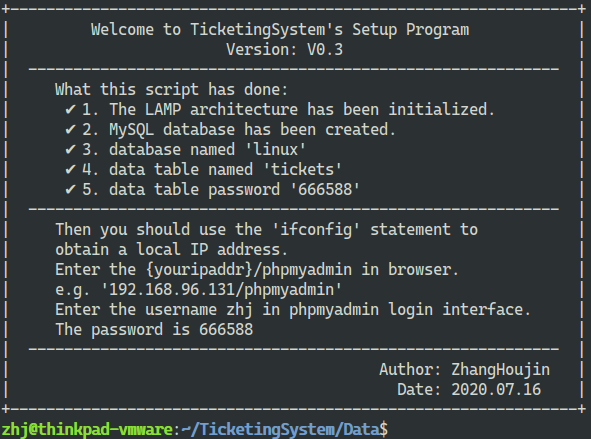 Welcome to TicketingSystem's Setup Program
Version: V0.3
What this script has done:
✔ 1. The LAMP architecture has been initialized.
✔ 2. MySQL database has been created.
✔ 3. database named 'linux'
✔ 4. data table named 'tickets'
✔ 5. data table password '666588'
Then you should use the 'ifconfig' statement to
obtain a local IP address.
Enter the {youripaddr}/phpmyadmin in browser.
e.g. '192.168.96.131/phpmyadmin'
Enter the username zhj in phpmyadmin login interface.
The password is 666588
Author: ZhangHoujin
Date: 2020.07.16
zhj@thinkpad-vmware:~/TicketingSystem/Data$